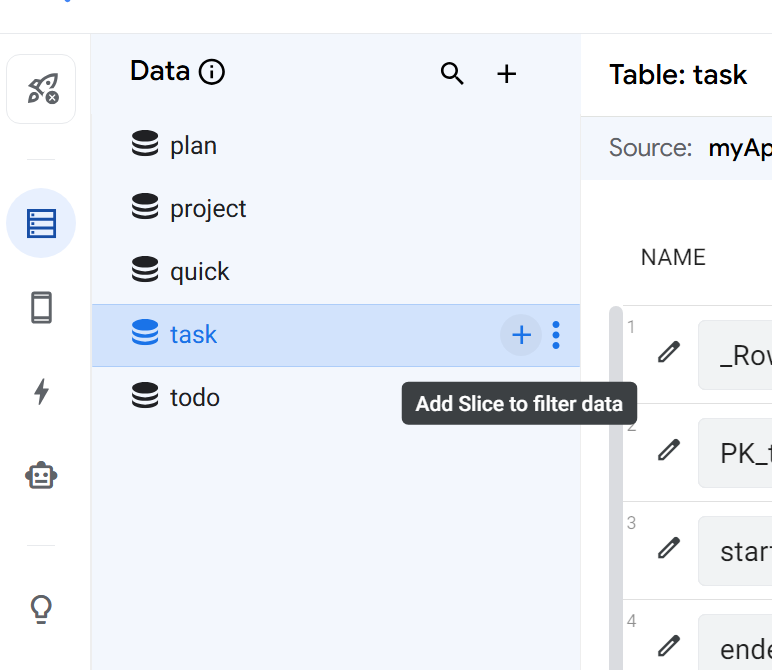 Data
Table: task
Source: myAp
NAME
plan
project
quick
task
todo
Add Slice to filter data
1
_Row
2
PK_t
3
star
4
ende